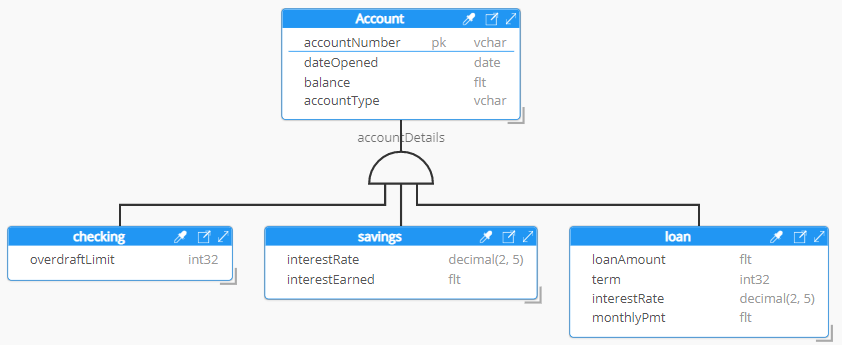 Account
accountNumber pk vchar
dateOpened date
balance flt
accountType vchar
accountDetails
checking
overdraftLimit int32
savings
interestRate decimal(2, 5)
interestEarned flt
loan
loanAmount flt
term int32
interestRate decimal(2, 5)
monthlyPmt flt